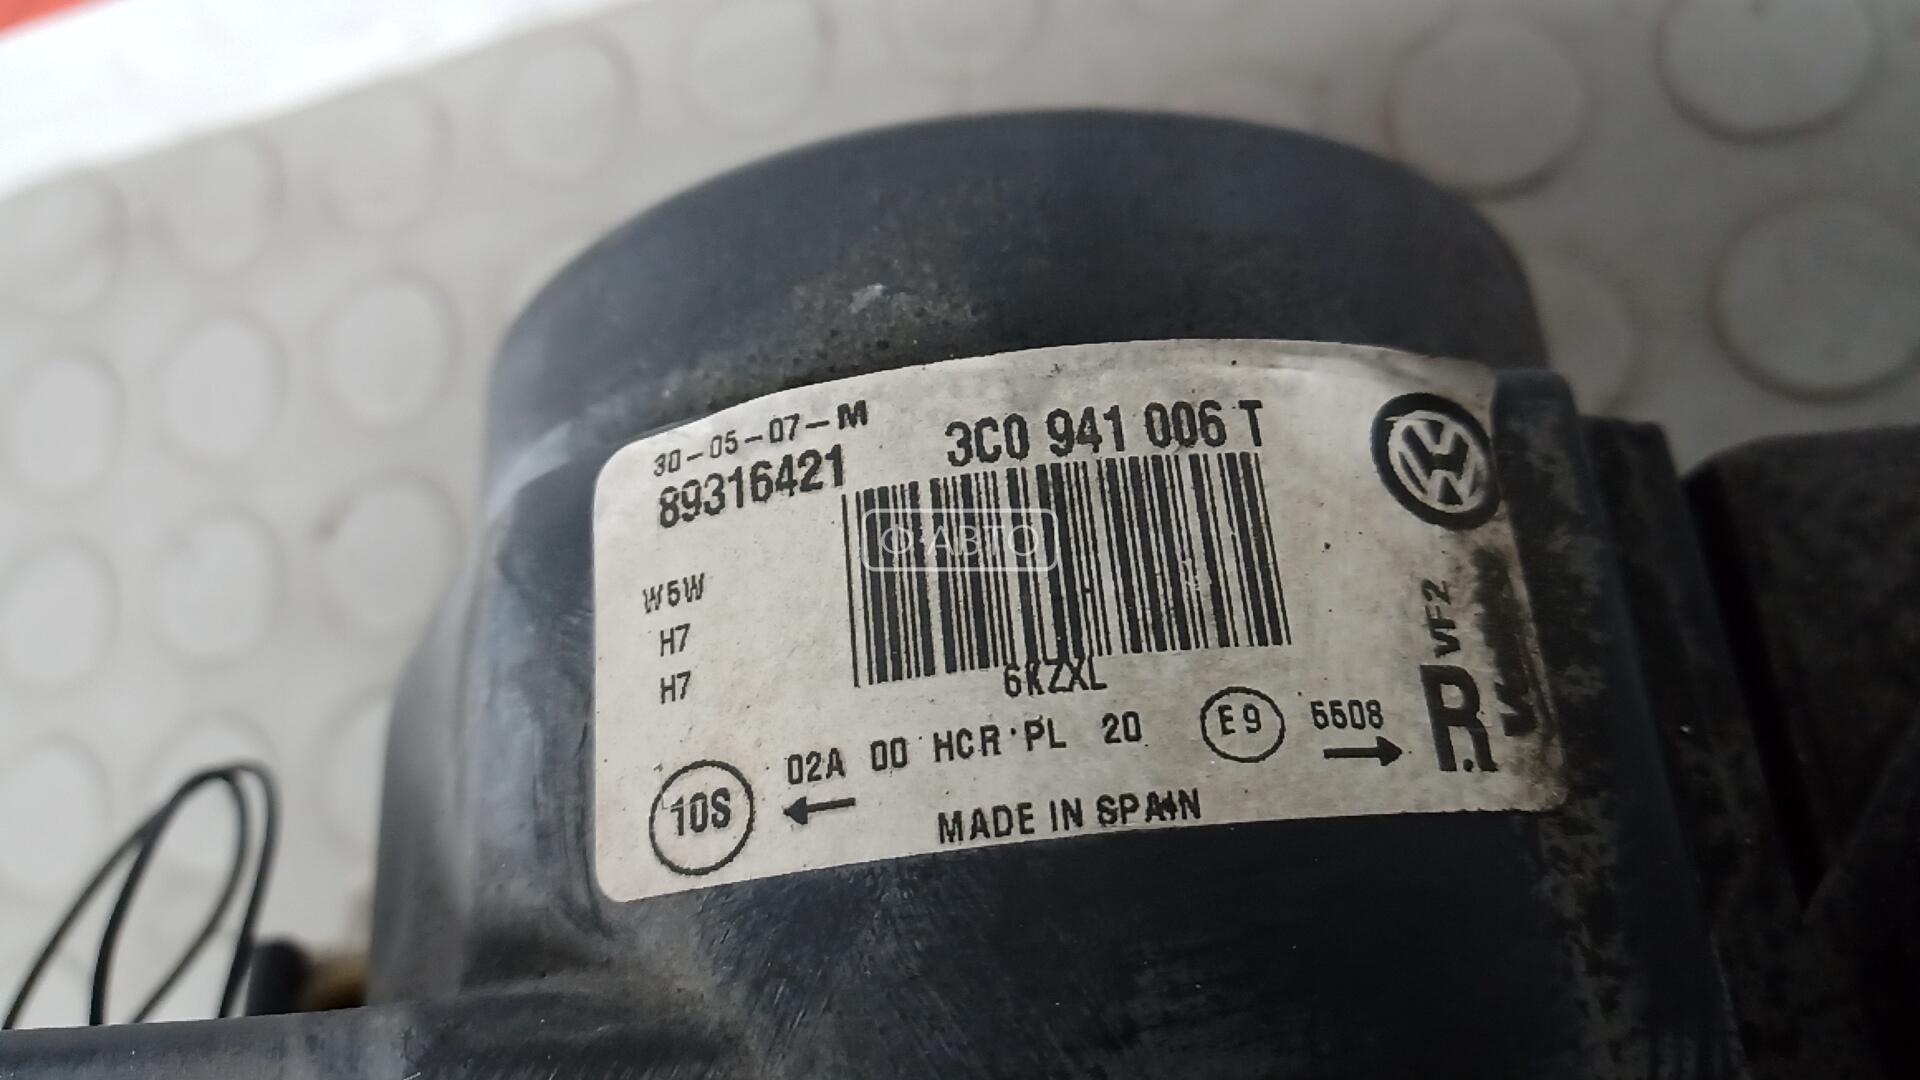 30-05-07-M
89316421
3C0 941 006 T
О·АВТО
W5W
H7
H7
6KZXL
02A 00 HCR·PL 20
E9
5508
10S
MADE IN SPAIN
VF2
R